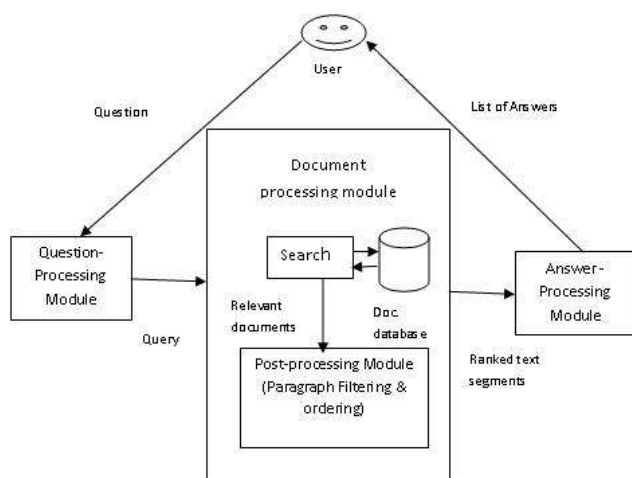 User
Question
List of Answers
Document
processing module
Question-
Processing
Module
Search
Answer-
Processing
Module
Relevant
documents
Doc.
database
Query
Post-processing Module
(Paragraph Filtering &
ordering)
Ranked text
segments